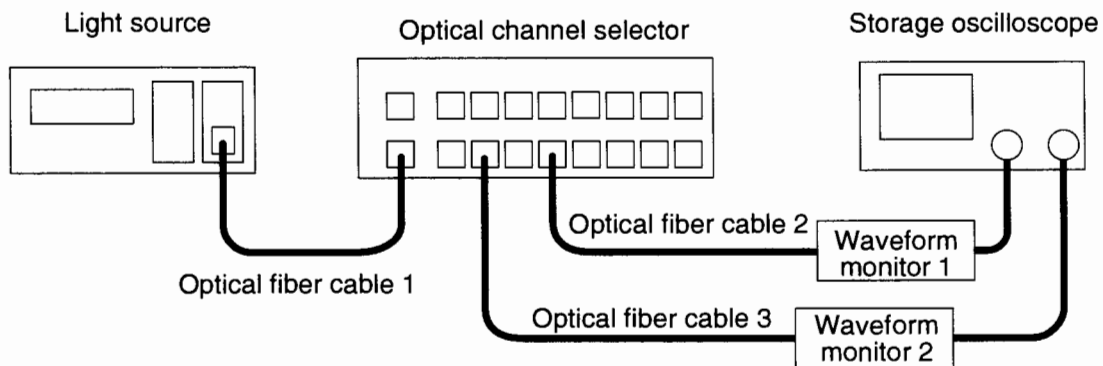 Light source
Optical channel selector
Storage oscilloscope
Optical fiber cable 1
Optical fiber cable 2
Waveform
monitor 1
Optical fiber cable 3
Waveform
monitor 2